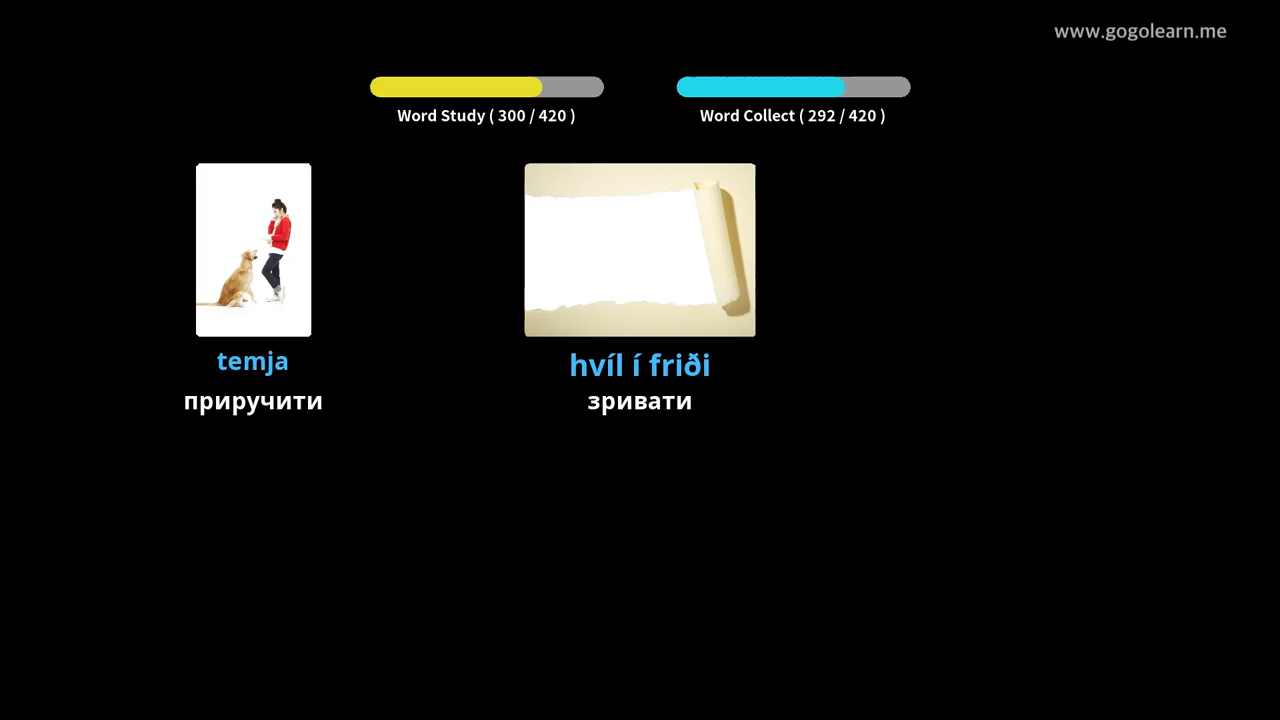 www.gogolearn.me
Word Study ( 300 / 420 )
Word Collect ( 292 / 420 )
temja
hvíl í friði
приручити
зривати